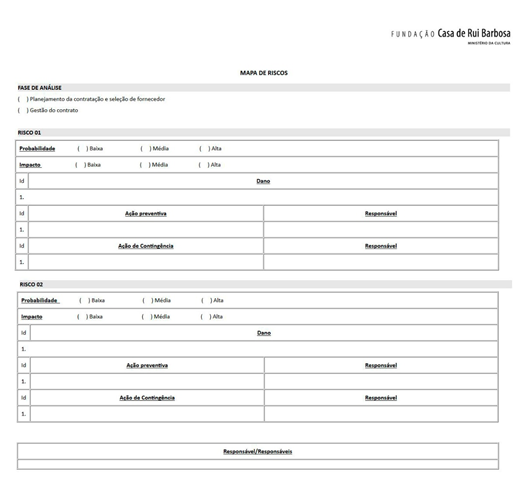 FUNDAÇÃO Casa de Rui Barbosa
MINISTÉRIO DA CULTURA
MAPA DE RISCOS
FASE DE ANÁLISE
( ) Planejamento da contratação e seleção de fornecedor
( ) Gestão do contrato
RISCO 01
Probabilidade ( ) Baixa ( ) Média ( ) Alta
Impacto ( ) Baixa ( ) Média ( ) Alta
Id Dano
1.
Id Ação preventiva Responsável
1.
Id Ação de Contingência Responsável
1.
RISCO 02
Probabilidade ( ) Baixa ( ) Média ( ) Alta
Impacto ( ) Baixa ( ) Média ( ) Alta
Id Dano
1.
Id Ação preventiva Responsável
1.
Id Ação de Contingência Responsável
1.
Responsável/Responsáveis